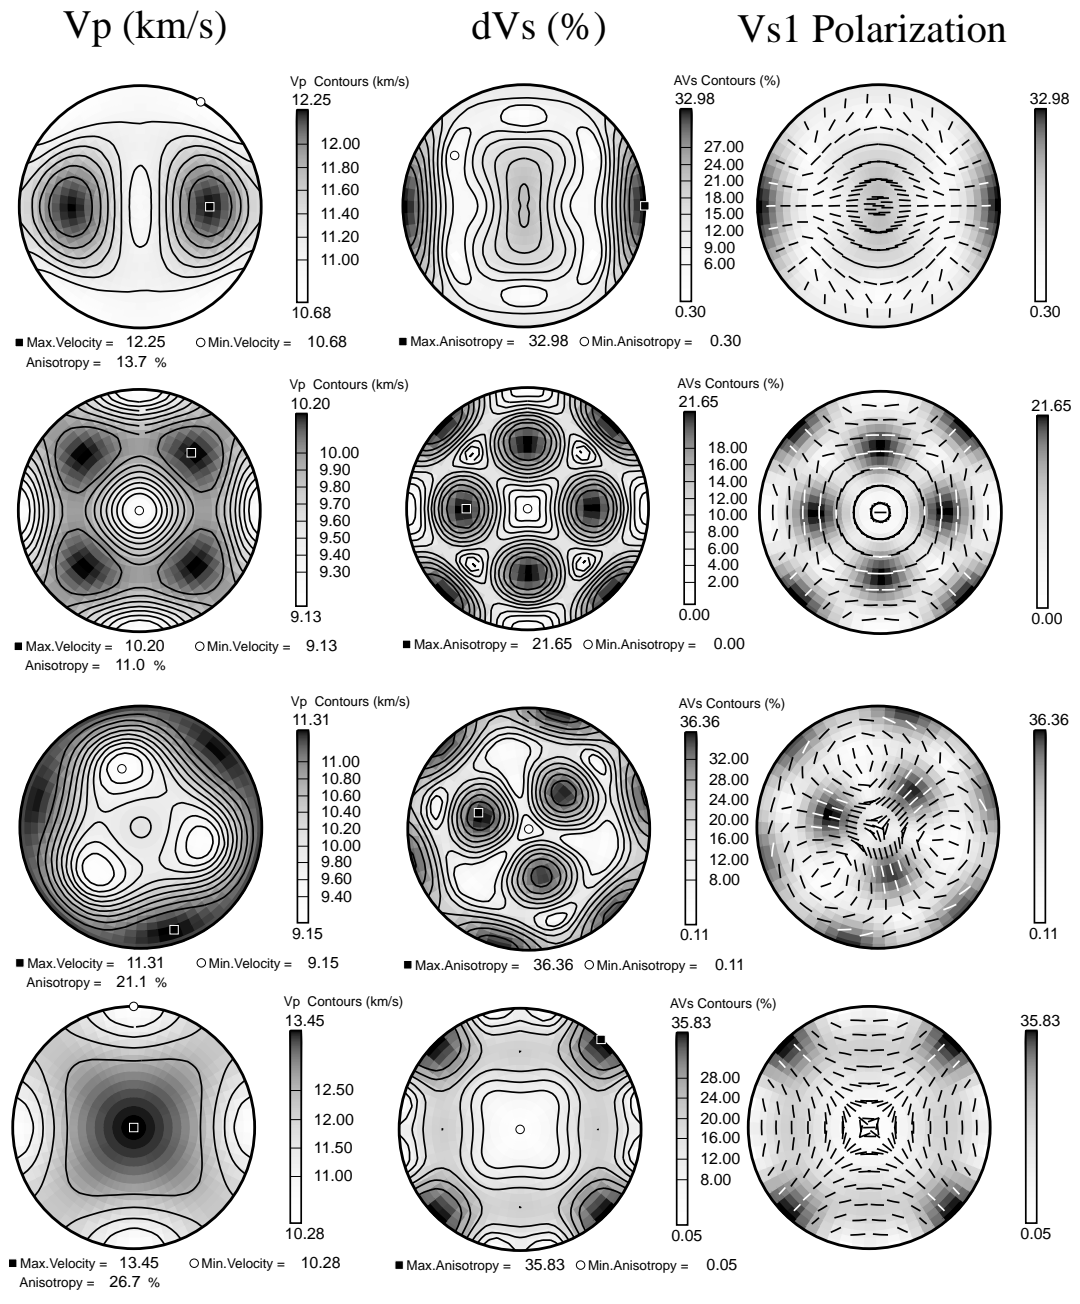 Vp (km/s) dVs (%) Vs1 Polarization
Vp Contours (km/s) AVs Contours (%)
12.25 32.98 32.98
12.00 27.00
11.80 24.00
11.60 21.00
11.40 18.00
11.20 15.00
11.00 12.00
9.00
6.00
10.68 0.30 0.30
Max.Velocity = 12.25 Min.Velocity = 10.68 Max.Anisotropy = 32.98 Min.Anisotropy = 0.30
Anisotropy = 13.7 %
Vp Contours (km/s) AVs Contours (%)
10.20 21.65 21.65
10.00 18.00
9.90 16.00
9.80 14.00
9.70 12.00
9.60 10.00
9.50 8.00
9.40 6.00
9.30 4.00
2.00
9.13 0.00 0.00
Max.Velocity = 10.20 Min.Velocity = 9.13 Max.Anisotropy = 21.65 Min.Anisotropy = 0.00
Anisotropy = 11.0 %
Vp Contours (km/s) AVs Contours (%)
11.31 36.36 36.36
11.00 32.00
10.80 28.00
10.60 24.00
10.40 20.00
10.20 16.00
10.00 12.00
9.80 8.00
9.60
9.40
9.15 0.11 0.11
Max.Velocity = 11.31 Min.Velocity = 9.15 Max.Anisotropy = 36.36 Min.Anisotropy = 0.11
Anisotropy = 21.1 %
Vp Contours (km/s) AVs Contours (%)
13.45 35.83 35.83
12.50 28.00
12.00 24.00
11.50 20.00
11.00 16.00
12.00
8.00
10.28 0.05 0.05
Max.Velocity = 13.45 Min.Velocity = 10.28 Max.Anisotropy = 35.83 Min.Anisotropy = 0.05
Anisotropy = 26.7 %